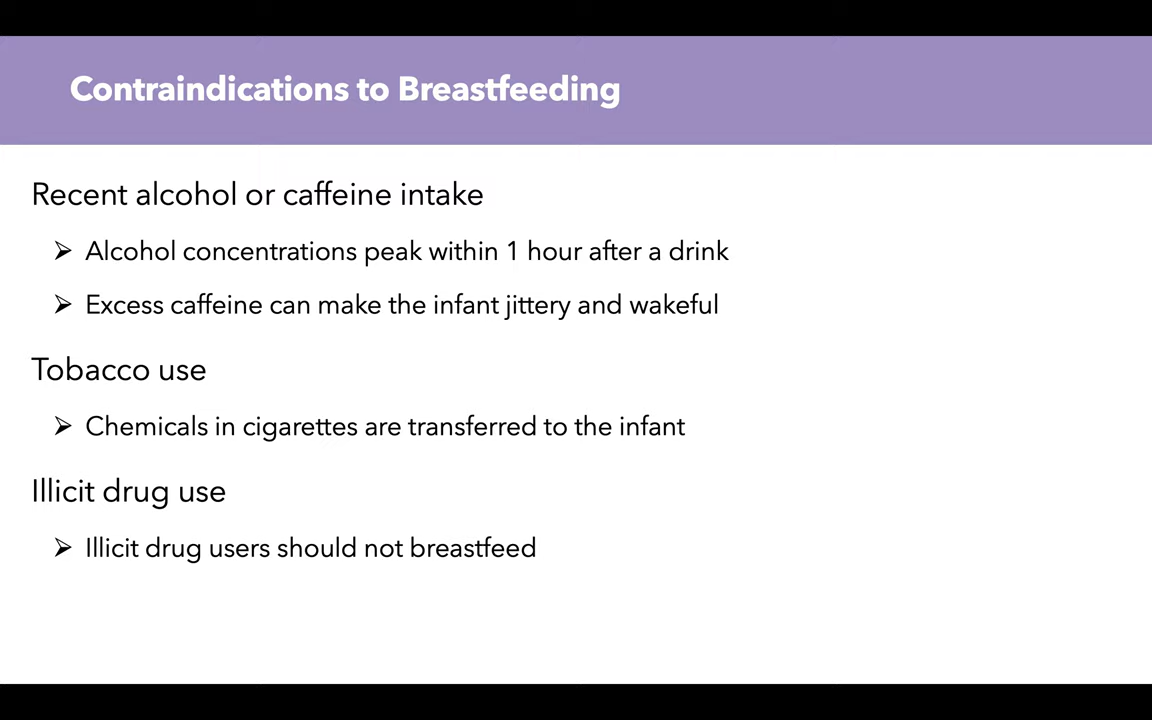 Contraindications to Breastfeeding
Recent alcohol or caffeine intake
➢ Alcohol concentrations peak within 1 hour after a drink
➢ Excess caffeine can make the infant jittery and wakeful
Tobacco use
➢ Chemicals in cigarettes are transferred to the infant
Illicit drug use
➢ Illicit drug users should not breastfeed